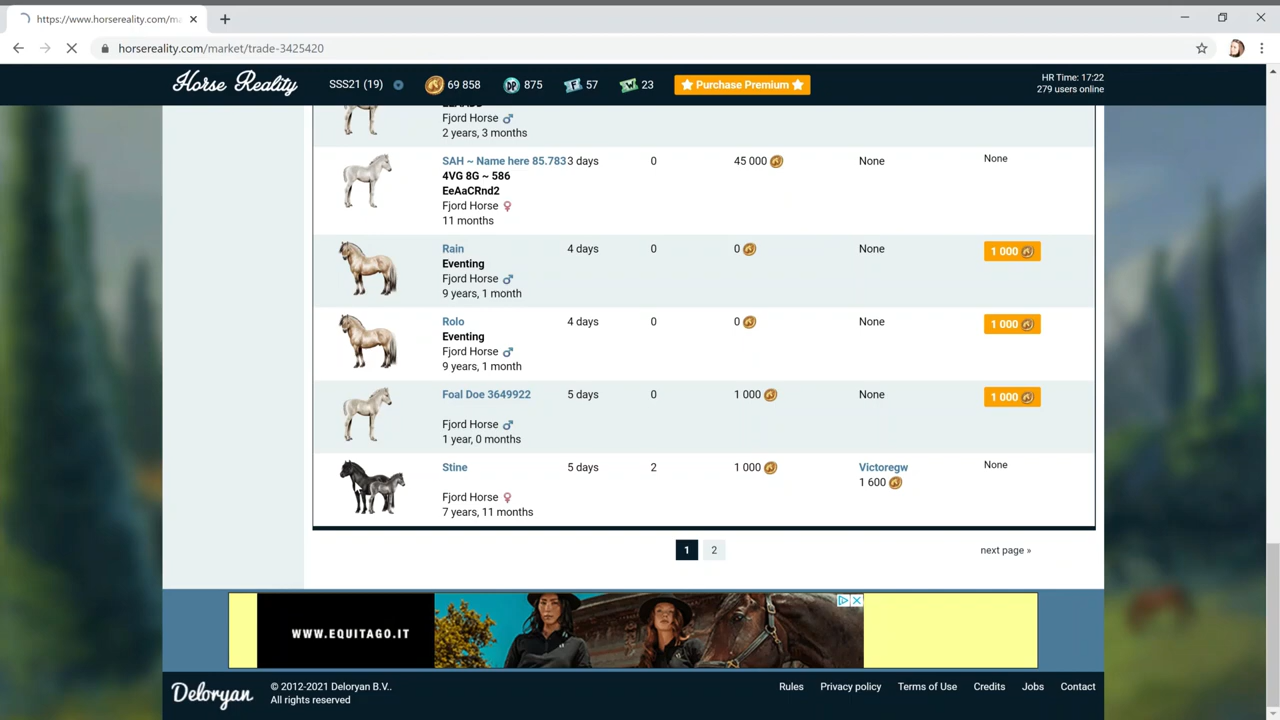 https://www.horsereality.com/ma
horsereality.com/market/trade-3425420
Horse Reality
SSS21 (19)
69 858
DP 875
57
23
Purchase Premium
HR Time: 17:22
279 users online
Fjord Horse
2 years, 3 months
SAH ~ Name here 85.783 3 days 0 45 000 None None
4VG 8G ~ 586
EeAaCRnd2
Fjord Horse
11 months
Rain 4 days 0 0 None 1 000
Eventing
Fjord Horse
9 years, 1 month
Rolo 4 days 0 0 None 1 000
Eventing
Fjord Horse
9 years, 1 month
Foal Doe 3649922 5 days 0 1 000 None 1 000
Fjord Horse
1 year, 0 months
Stine 5 days 2 1 000 Victoregw None
1 600
Fjord Horse
7 years, 11 months
1 2 next page »
WWW.EQUITAGO.IT
Deloryan
© 2012-2021 Deloryan B.V..
All rights reserved
Rules Privacy policy Terms of Use Credits Jobs Contact